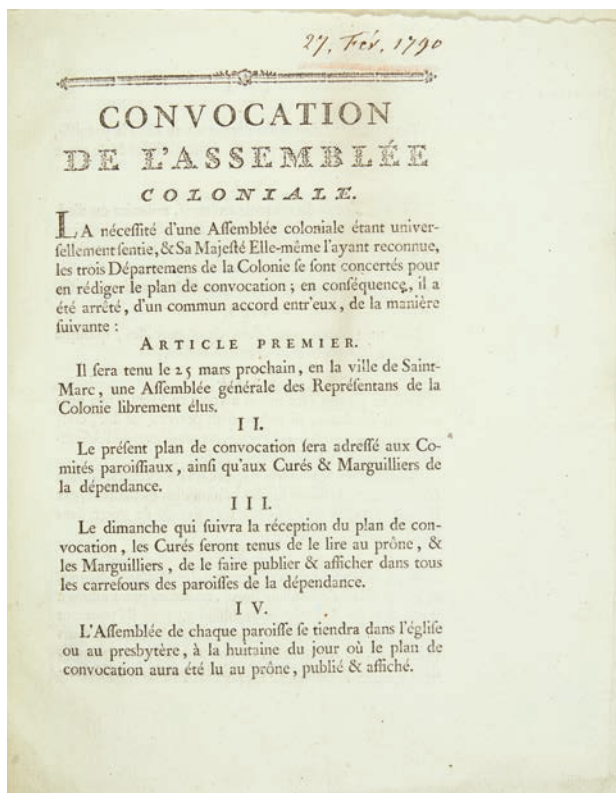 27. Fév. 1790
CONVOCATION
DE L'ASSEMBLÉE
COLONIALE.
LA néceſſité d'une Aſſemblée coloniale étant univer-
ſellement ſentie, & Sa Majeſté Elle-même l'ayant reconnue,
les trois Départemens de la Colonie ſe ſont concertés pour
en rédiger le plan de convocation ; en conſéquence, il a
été arrêté, d'un commun accord entr'eux, de la manière
ſuivante :
ARTICLE PREMIER.
Il ſera tenu le 25 mars prochain, en la ville de Saint-
Marc, une Aſſemblée générale des Repréſentans de la
Colonie librement élus.
II.
Le préſent plan de convocation ſera adreſſé aux Co-
mités paroiſſiaux, ainſi qu'aux Curés & Marguilliers de
la dépendance.
III.
Le dimanche qui ſuivra la réception du plan de con-
vocation, les Curés ſeront tenus de le lire au prône, &
les Marguilliers, de le faire publier & afficher dans tous
les carrefours des paroiſſes de la dépendance.
IV.
L'Aſſemblée de chaque paroiſſe ſe tiendra dans l'égliſe
ou au presbytère, à la huitaine du jour où le plan de
convocation aura été lu au prône, publié & affiché.